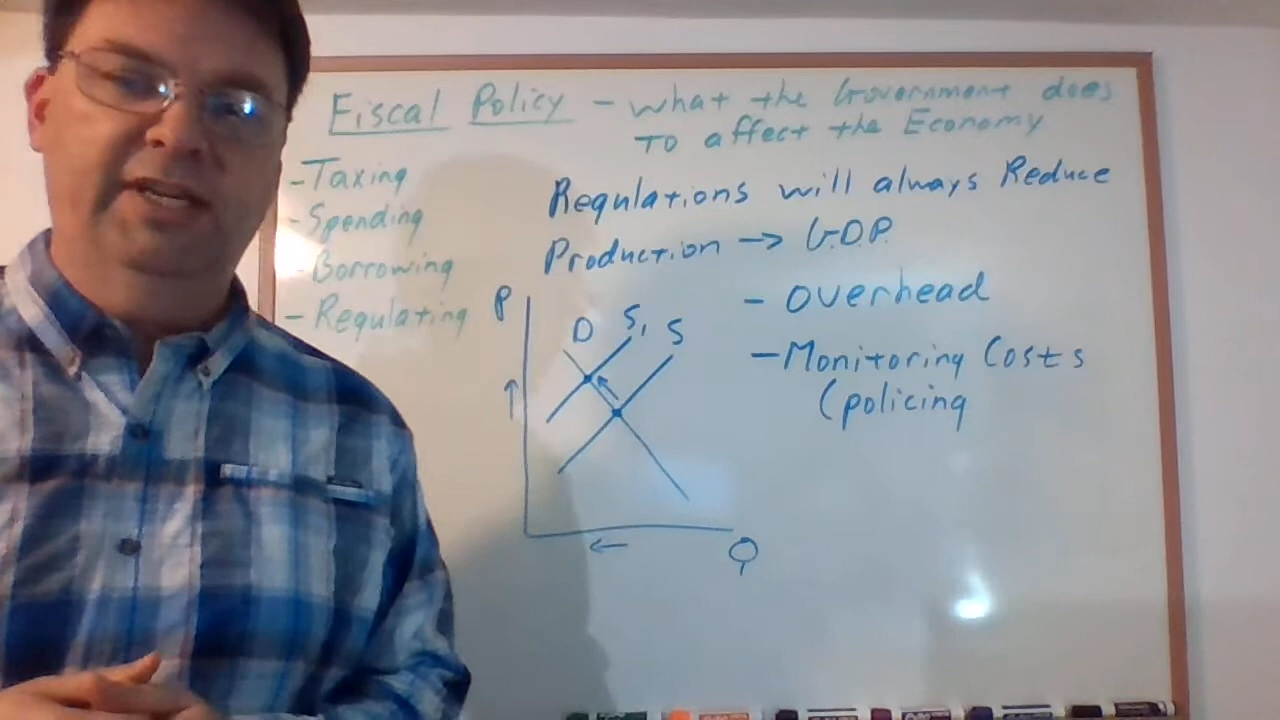 Fiscal Policy - what the Government does
To affect the Economy
-Taxing
-Spending
-Borrowing
-Regulating
Regulations will always Reduce
Production → G.D.P.
- Overhead
-Monitoring Costs
(policing
P
D S₁ S
Q